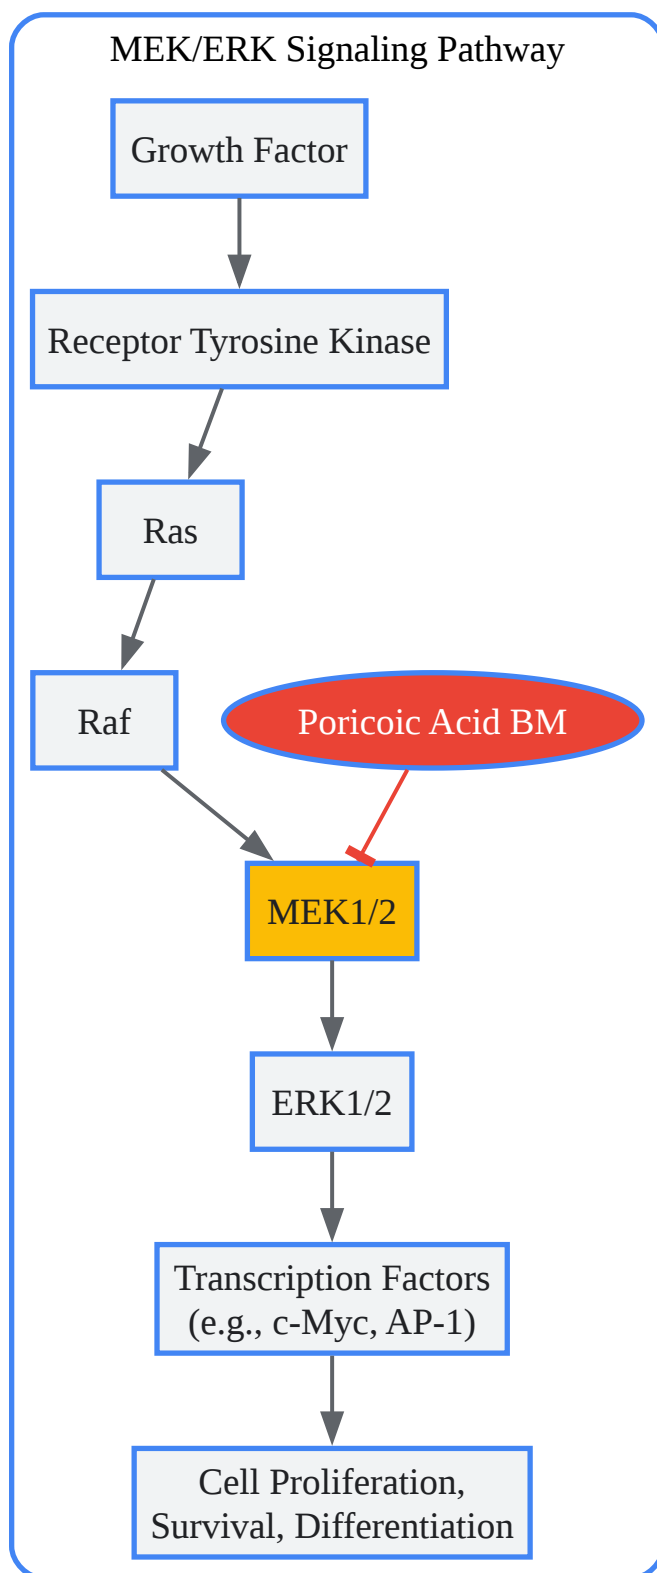 MEK/ERK Signaling Pathway
Growth Factor
Receptor Tyrosine Kinase
Ras
Raf
Poricoic Acid BM
MEK1/2
ERK1/2
Transcription Factors
(e.g., c-Myc, AP-1)
Cell Proliferation,
Survival, Differentiation